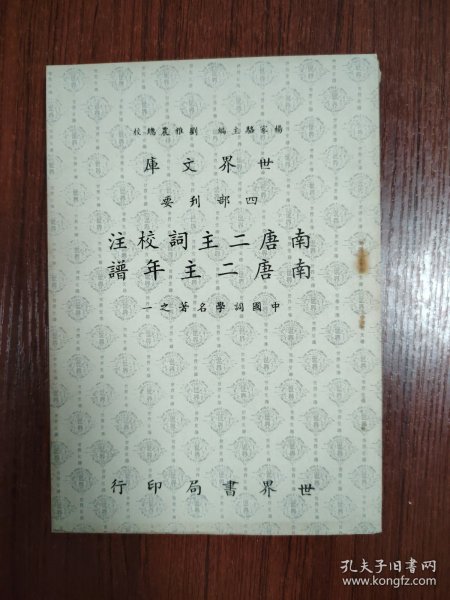 楊家駱主編 劉雅農總校
世界文庫
四部刊要
南唐二主詞校注
南唐二主年譜
中國詞學名著之一
世界書局印行
孔夫子旧书网
www.kongfz.com